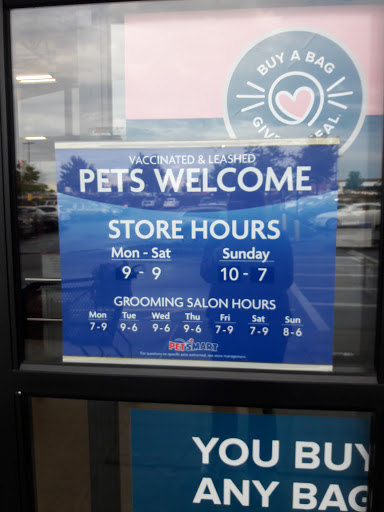 BUY A BAG
GIVE A MEAL.
VACCINATED & LEASHED
PETS WELCOME
STORE HOURS
Mon - Sat Sunday
9 - 9 10 - 7
GROOMING SALON HOURS
Mon Tue Wed Thu Fri Sat Sun
7-9 9-6 9-6 9-6 7-9 7-9 8-6
PETSMART
YOU BUY
ANY BAG